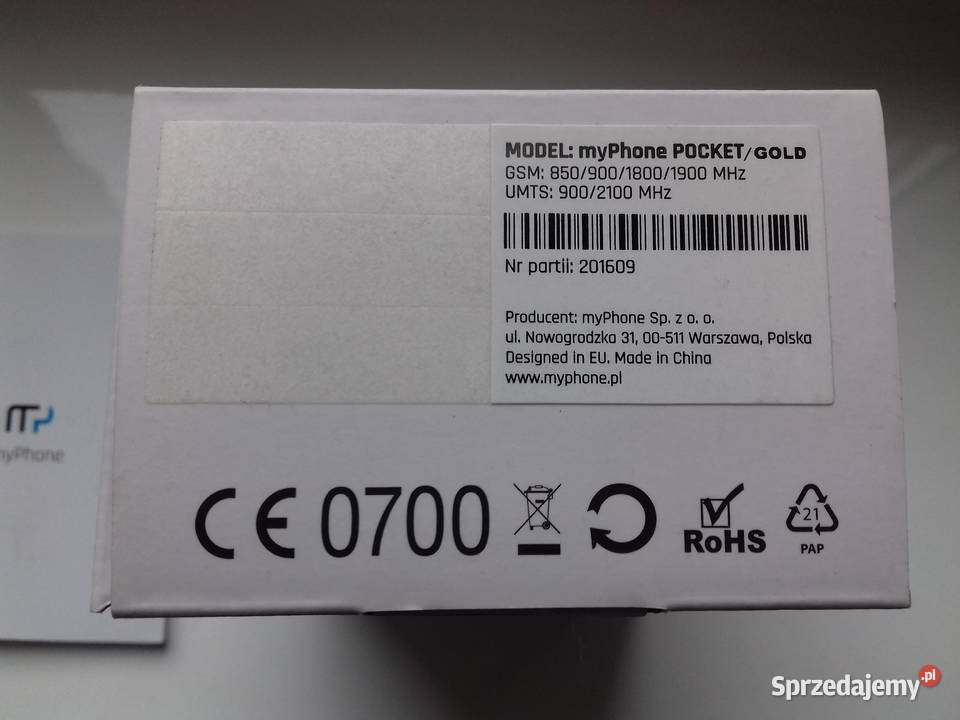 MODEL: myPhone POCKET/GOLD
GSM: 850/900/1800/1900 MHz
UMTS: 900/2100 MHz
Nr partii: 201609
Producent: myPhone Sp. z o. o.
ul. Nowogrodzka 31, 00-511 Warszawa, Polska
Designed in EU. Made in China
www.myphone.pl
myPhone
CE 0700
RoHS
21
PAP
Sprzedajemy.pl